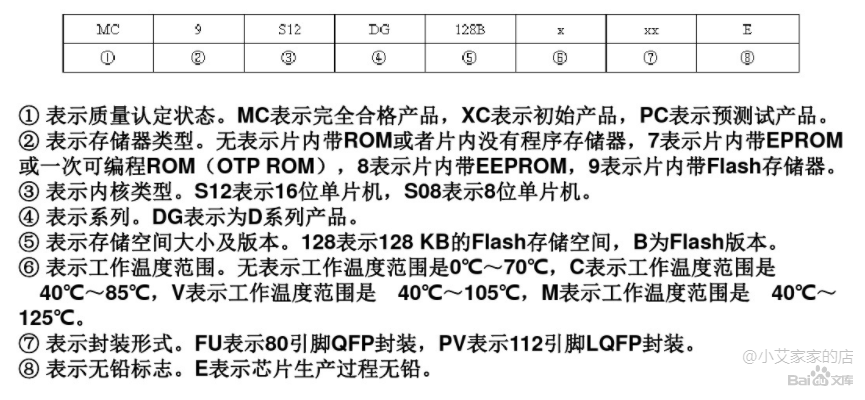 MC 9 S12 DG 128B x xx E
① ② ③ ④ ⑤ ⑥ ⑦ ⑧
① 表示质量认定状态。MC表示完全合格产品，XC表示初始产品，PC表示预测试产品。
② 表示存储器类型。无表示片内带ROM或者片内没有程序存储器，7表示片内带EPROM
或一次可编程ROM（OTP ROM），8表示片内带EEPROM，9表示片内带Flash存储器。
③ 表示内核类型。S12表示16位单片机，S08表示8位单片机。
④ 表示系列。DG表示为D系列产品。
⑤ 表示存储空间大小及版本。128表示128 KB的Flash存储空间，B为Flash版本。
⑥ 表示工作温度范围。无表示工作温度范围是0℃～70℃，C表示工作温度范围是
40℃～85℃，V表示工作温度范围是 40℃～105℃，M表示工作温度范围是 40℃～
125℃。
⑦ 表示封装形式。FU表示80引脚QFP封装，PV表示112引脚LQFP封装。
⑧ 表示无铅标志。E表示芯片生产过程无铅。
@小艾家家的店
Bai度文库